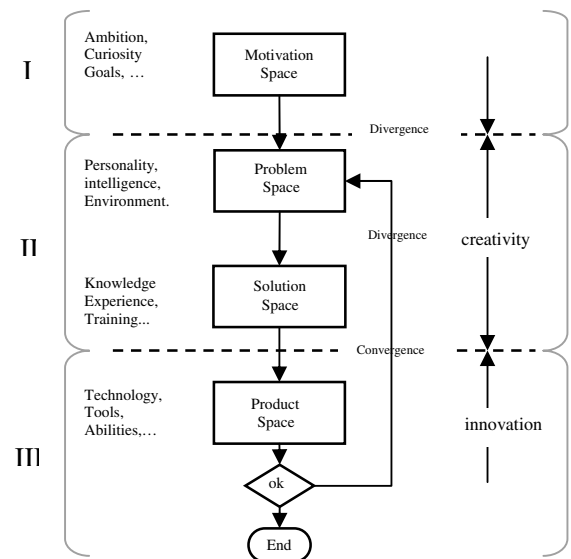 I
Ambition,
Curiosity
Goals, …
Motivation
Space
Divergence
II
Personality,
intelligence,
Environment.
Problem
Space
Divergence
creativity
Knowledge
Experience,
Training...
Solution
Space
Convergence
III
Technology,
Tools,
Abilities,…
Product
Space
innovation
ok
End